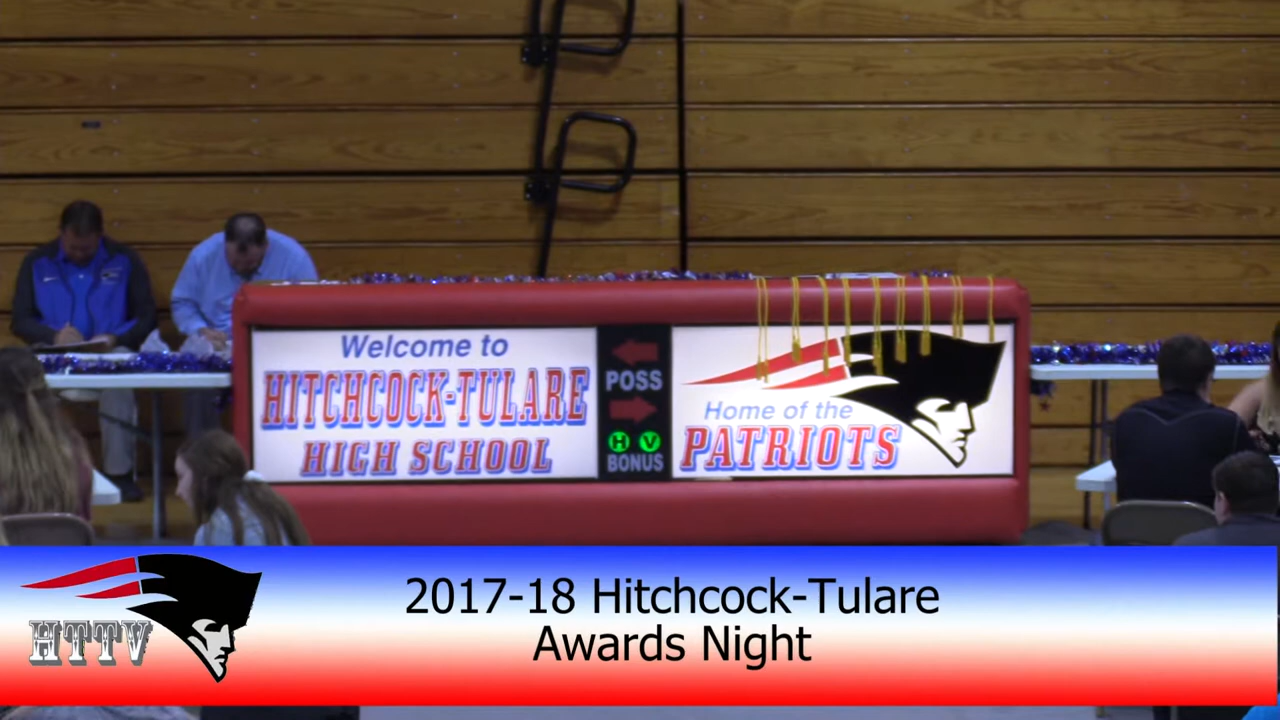 Welcome to
HITCHCOCK-TULARE
HIGH SCHOOL
POSS
H V
BONUS
Home of the
PATRIOTS
HTTV
2017-18 Hitchcock-Tulare
Awards Night